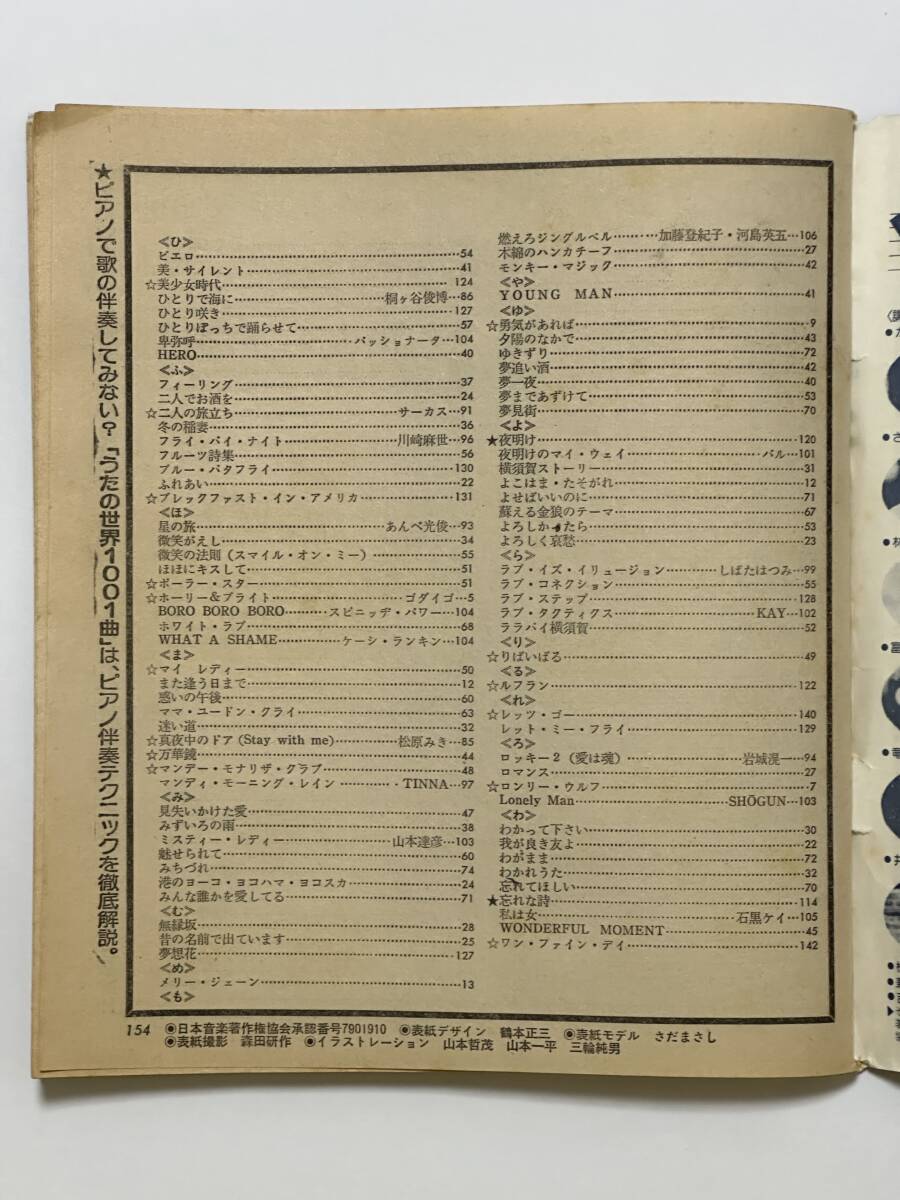 ★ピアノで歌の伴奏してみない?「うたの世界1001曲」は、ピアノ伴奏テクニックを徹底解説。
<ひ>
ピエロ…54
美・サイレント…41
☆美少女時代…124
ひとりで海に…桐ヶ谷俊博…86
ひとり咲き…127
ひとりぼっちで踊らせて…57
卑弥呼…パッショナータ…104
HERO…40
<ふ>
フィーリング…37
二人でお酒を…24
☆二人の旅立ち…サーカス…91
冬の稲妻…36
フライ・バイ・ナイト…川崎麻世…96
フルーツ詩集…56
ブルー・バタフライ…130
ふれあい…22
☆ブレックファスト・イン・アメリカ…131
<ほ>
星の旅…あんべ光俊…93
微笑がえし…34
微笑の法則(スマイル・オン・ミー)…55
ほほにキスして…51
☆ポーラー・スター…51
☆ホーリー&ブライト…ゴダイゴ…5
BORO BORO BORO…スピニッヂ・パワー…104
ホワイト・ラブ…68
WHAT A SHAME…ケーシ・ランキン…104
<ま>
☆マイ レディー…50
また逢う日まで…12
惑いの午後…60
ママ・ユードン・クライ…63
迷い道…32
☆真夜中のドア(Stay with me)…松原みき…85
☆万華鏡…44
☆マンデー・モナリザ・クラブ…48
マンディ・モーニング・レイン…TINNA…97
<み>
見失いかけた愛…47
みずいろの雨…38
ミスティー・レディー…山本達彦…103
魅せられて…60
みちづれ…74
港のヨーコ・ヨコハマ・ヨコスカ…24
みんな誰かを愛してる…71
<む>
無縁坂…28
昔の名前で出ています…25
夢想花…127
<め>
メリー・ジェーン…13
<も>
燃えろジングルベル…加藤登紀子・河島英五…106
木綿のハンカチーフ…27
モンキー・マジック…42
<や>
YOUNG MAN…41
<ゆ>
☆勇気があれば…9
夕陽のなかで…43
ゆきずり…72
夢追い酒…42
夢一夜…40
夢まであずけて…53
夢見街…70
<よ>
★夜明け…120
夜明けのマイ・ウェイ…パル…101
横須賀ストーリー…31
よこはま・たそがれ…12
よせばいいのに…71
蘇える金狼のテーマ…67
よろしかったら…53
よろしく哀愁…23
<ら>
ラブ・イズ・イリュージョン…しばたはつみ…99
ラブ・コネクション…55
ラブ・ステップ…128
ラブ・タクティクス…KAY…102
ララバイ横須賀…52
<り>
☆りばいばる…49
<る>
☆ルフラン…122
<れ>
☆レッツ・ゴー…140
レット・ミー・フライ…129
<ろ>
ロッキー2(愛は魂)…岩城滉一…94
ロマンス…27
☆ロンリー・ウルフ…7
Lonely Man…SHŌGUN…103
<わ>
わかって下さい…30
我が良き友よ…22
わがまま…72
わかれうた…32
忘れてほしい…70
★忘れな詩…114
私は女…石黒ケイ…105
WONDERFUL MOMENT…45
☆ワン・ファイン・デイ…142
154 ◉日本音楽著作権協会承認番号7901910 ◉表紙デザイン 鶴本正三 ◉表紙モデル さだまさし
◉表紙撮影 森田研作 ◉イラストレーション 山本哲茂 山本一平 三輪純男